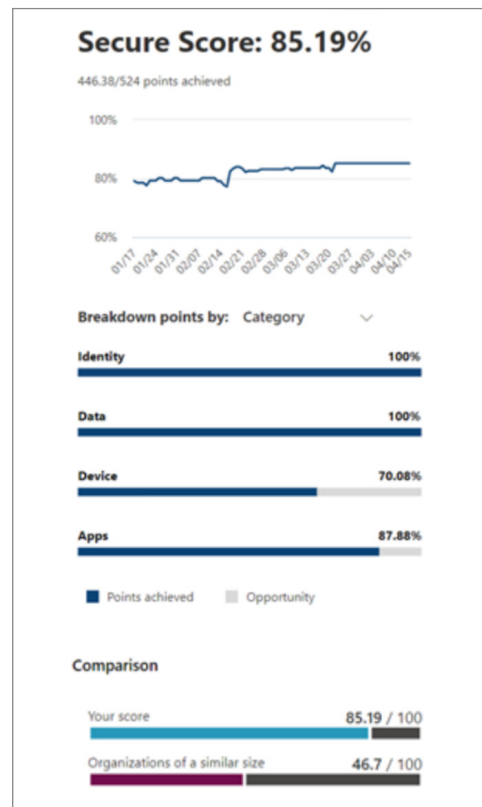 Secure Score: 85.19%
446.38/524 points achieved
100%
80%
60%
01/17 01/24 01/31 02/07 02/14 02/21 02/28 03/06 03/13 03/20 03/27 04/03 04/10 04/15
Breakdown points by: Category
Identity 100%
Data 100%
Device 70.08%
Apps 87.88%
Points achieved Opportunity
Comparison
Your score 85.19 / 100
Organizations of a similar size 46.7 / 100